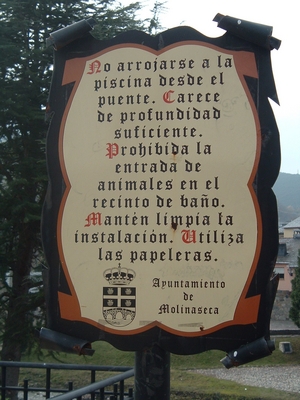 No arrojarse a la
piscina desde el
puente. Carece
de profundidad
suficiente.
Prohibida la
entrada de
animales en el
recinto de baño.
Mantén limpia la
instalación. Utiliza
las papeleras.
Ayuntamiento
de
Molinaseca